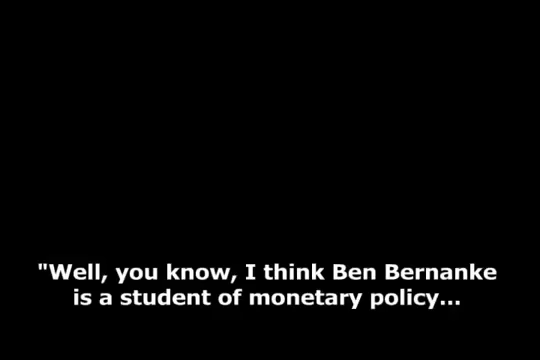 "Well, you know, I think Ben Bernanke
is a student of monetary policy...